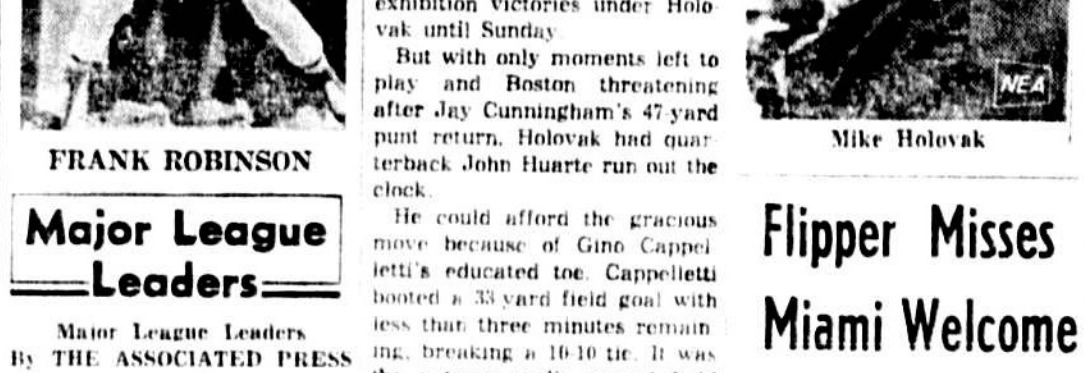 FRANK ROBINSON
Major League
Leaders
Major League Leaders
By THE ASSOCIATED PRESS
exhibition victories under Holo-
vak until Sunday.
But with only moments left to
play and Boston threatening
after Jay Cunningham's 47-yard
punt return, Holovak had quar-
terback John Huarte run out the
clock.
He could afford the gracious
move because of Gino Cappel-
letti's educated toe. Cappelletti
booted a 33-yard field goal with
less than three minutes remain-
ing, breaking a 10-10 tie. It was
NEA
Mike Holovak
Flipper Misses
Miami Welcome